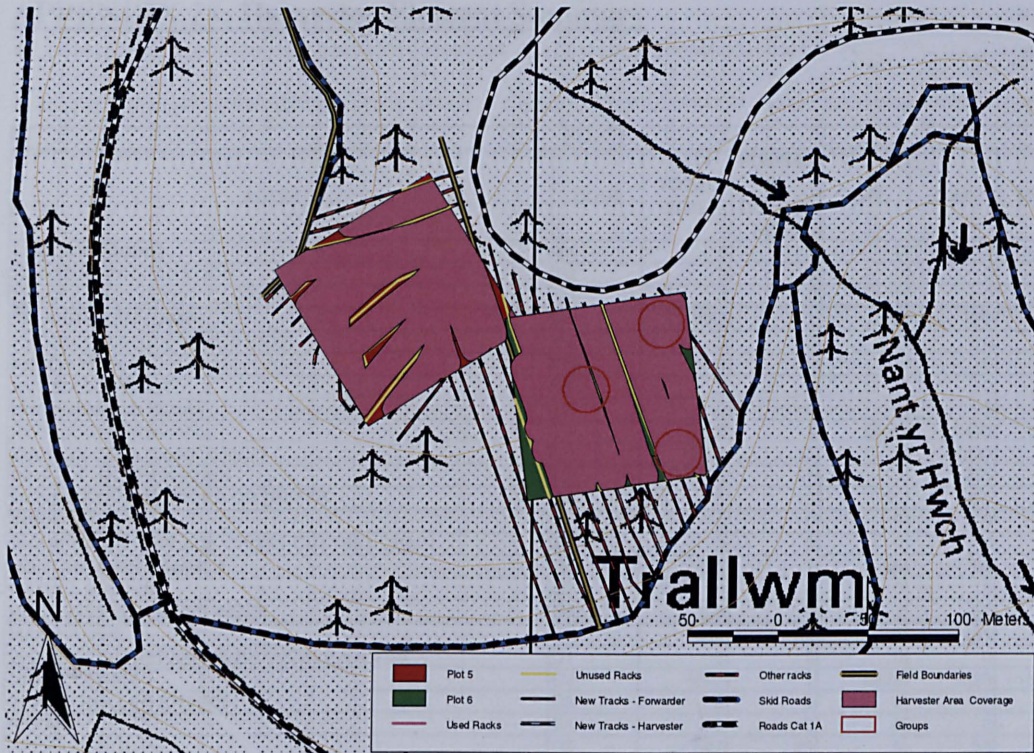 Nant yr Hwch
Trallwm
N
50 0 50 100 Meters
Plot 5
Plot 6
Used Racks
Unused Racks
New Tracks - Forwarder
New Tracks - Harvester
Other racks
Skid Roads
Roads Cat 1A
Field Boundaries
Harvester Area Coverage
Groups